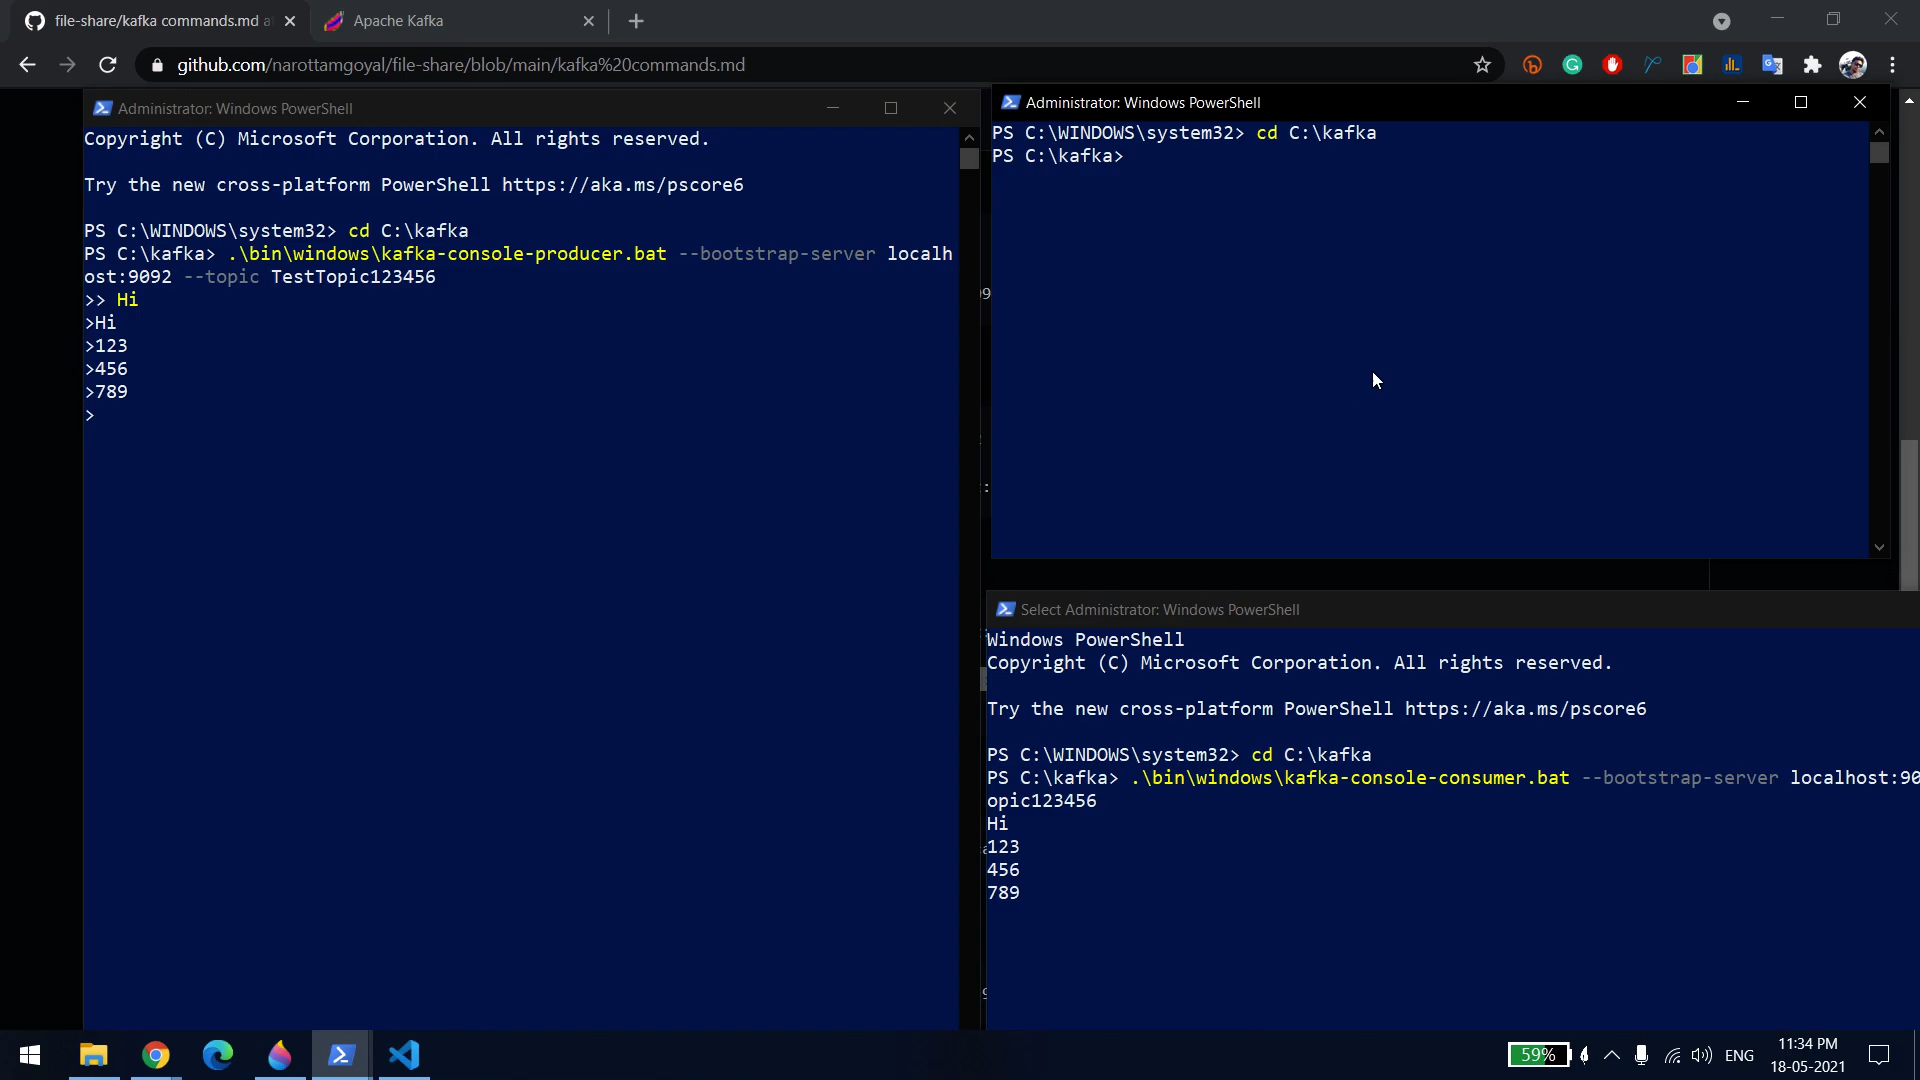 file-share/kafka commands.md a
Apache Kafka
github.com/narottamgoyal/file-share/blob/main/kafka%20commands.md
Administrator: Windows PowerShell
Copyright (C) Microsoft Corporation. All rights reserved.
Try the new cross-platform PowerShell https://aka.ms/pscore6
PS C:\WINDOWS\system32> cd C:\kafka
PS C:\kafka> .\bin\windows\kafka-console-producer.bat --bootstrap-server localh
ost:9092 --topic TestTopic123456
>> Hi
>Hi
>123
>456
>789
>
Administrator: Windows PowerShell
PS C:\WINDOWS\system32> cd C:\kafka
PS C:\kafka>
Select Administrator: Windows PowerShell
Windows PowerShell
Copyright (C) Microsoft Corporation. All rights reserved.
Try the new cross-platform PowerShell https://aka.ms/pscore6
PS C:\WINDOWS\system32> cd C:\kafka
PS C:\kafka> .\bin\windows\kafka-console-consumer.bat --bootstrap-server localhost:90
opic123456
Hi
123
456
789
59%
ENG
11:34 PM
18-05-2021